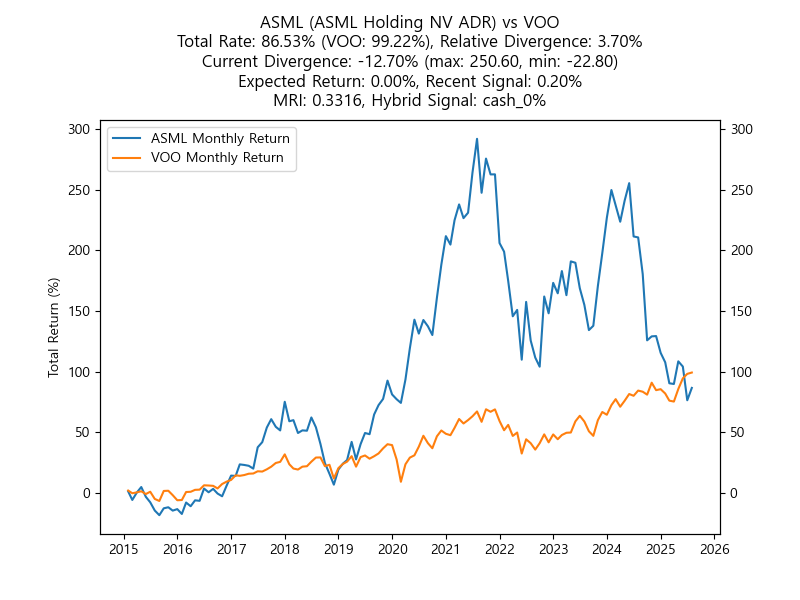 ASML (ASML Holding NV ADR) vs VOO
Total Rate: 86.53% (VOO: 99.22%), Relative Divergence: 3.70%
Current Divergence: -12.70% (max: 250.60, min: -22.80)
Expected Return: 0.00%, Recent Signal: 0.20%
MRI: 0.3316, Hybrid Signal: cash_0%
ASML Monthly Return
VOO Monthly Return
Total Return (%)
300
250
200
150
100
50
0
300
250
200
150
100
50
0
2015 2016 2017 2018 2019 2020 2021 2022 2023 2024 2025 2026